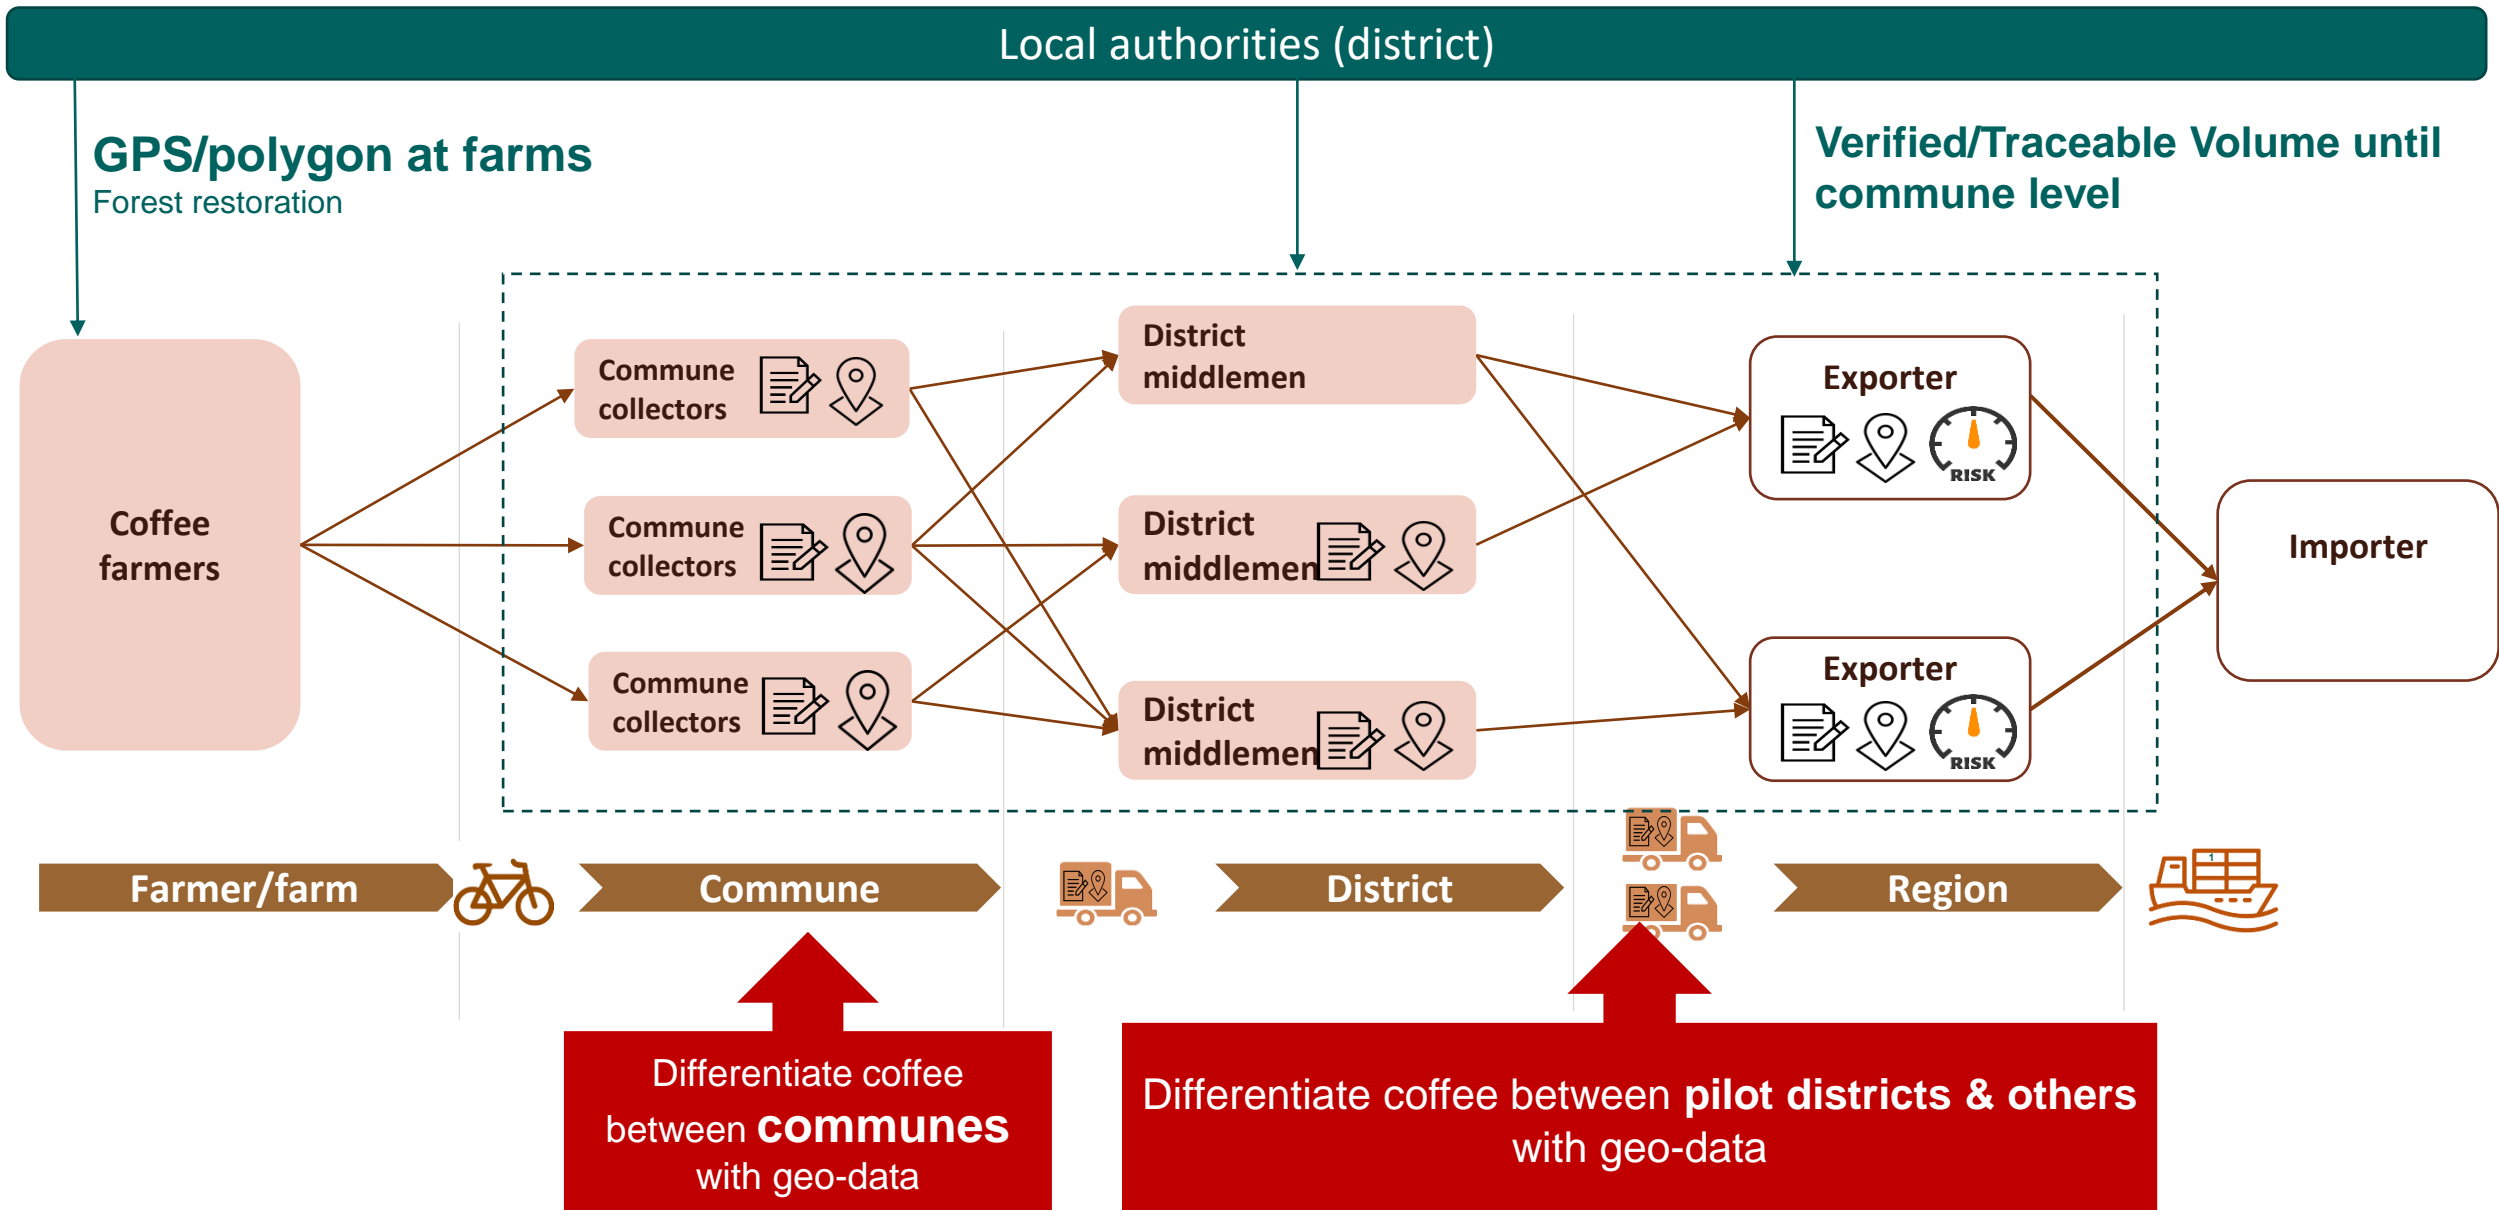 Local authorities (district)
GPS/polygon at farms
Forest restoration
Verified/Traceable Volume until
commune level
Coffee
farmers
Commune
collectors
Commune
collectors
Commune
collectors
District
middlemen
District
middlemen
District
middlemen
Exporter
RISK
Exporter
RISK
Importer
Farmer/farm
Commune
District
Region
1
Differentiate coffee
between communes
with geo-data
Differentiate coffee between pilot districts & others
with geo-data